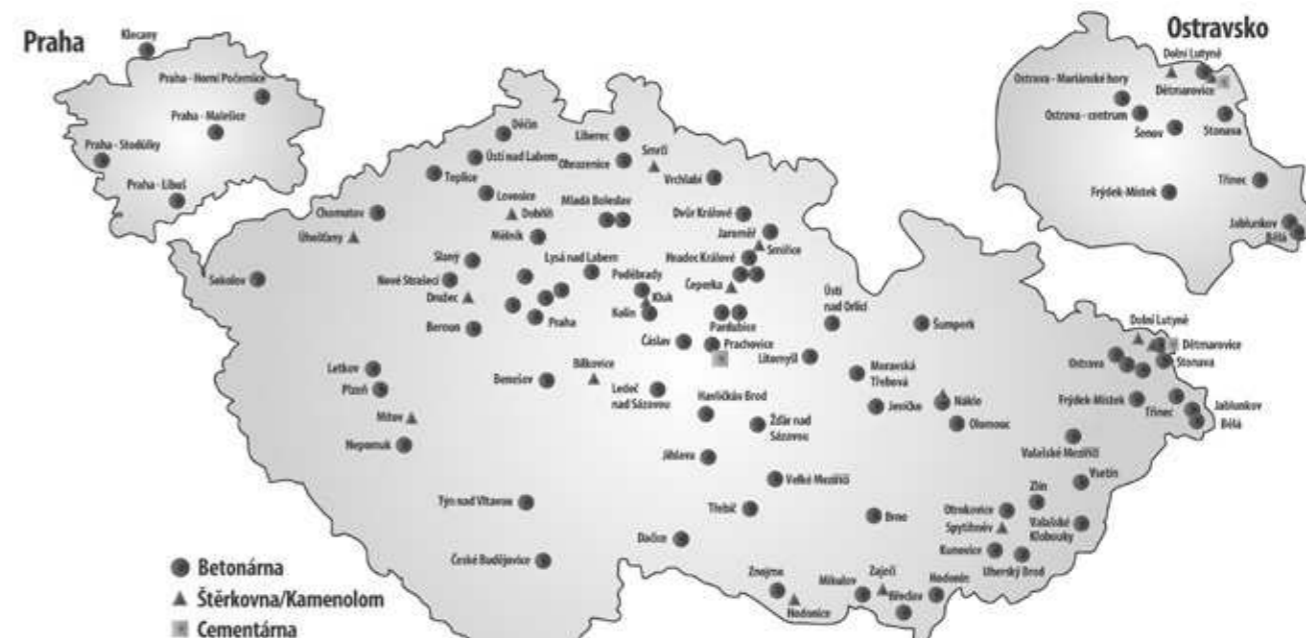 Praha
Klecany
Praha - Horní Počernice
Praha - Malešice
Praha - Stodůlky
Praha - Libuš
Ostravsko
Dolní Lutyně
Ostrava - Mariánské hory
Dětmarovice
Ostrava - centrum
Šenov
Stonava
Frýdek-Místek
Třinec
Jablunkov
Bělá
Děčín
Liberec
Ústí nad Labem
Obrazenice
Smrčí
Teplice
Vrchlabí
Lovosice
Chomutov
Dobříň
Mladá Boleslav
Dvůr Králové
Úhošťany
Mělník
Jaroměř
Smiřice
Slaný
Lysá nad Labem
Hradec Králové
Sokolov
Nové Strašecí
Poděbrady
Čeperka
Družec
Kluk
Ústí
nad Orlicí
Kolín
Praha
Beroun
Pardubice
Šumperk
Čáslav
Prachovice
Litomyšl
Dolní Lutyně
Dětmarovice
Ostrava
Stonava
Letkov
Bílkovice
Moravská
Třebová
Plzeň
Benešov
Ledeč
nad Sázavou
Havlíčkův Brod
Jevíčko
Náklo
Frýdek-Místek
Třinec
Jablunkov
Bělá
Mítov
Žďár nad
Sázavou
Olomouc
Nepomuk
Valašské Meziříčí
Jihlava
Velké Meziříčí
Vsetín
Zlín
Týn nad Vltavou
Třebíč
Brno
Otrokovice
Spytihněv
Valašské
Klobouky
Dačice
Kunovice
Uherský Brod
České Budějovice
Znojmo
Mikulov
Zaječí
Hodonín
Hodonice
Břeclav
Betonárna
Štěrkovna/Kamenolom
Cementárna